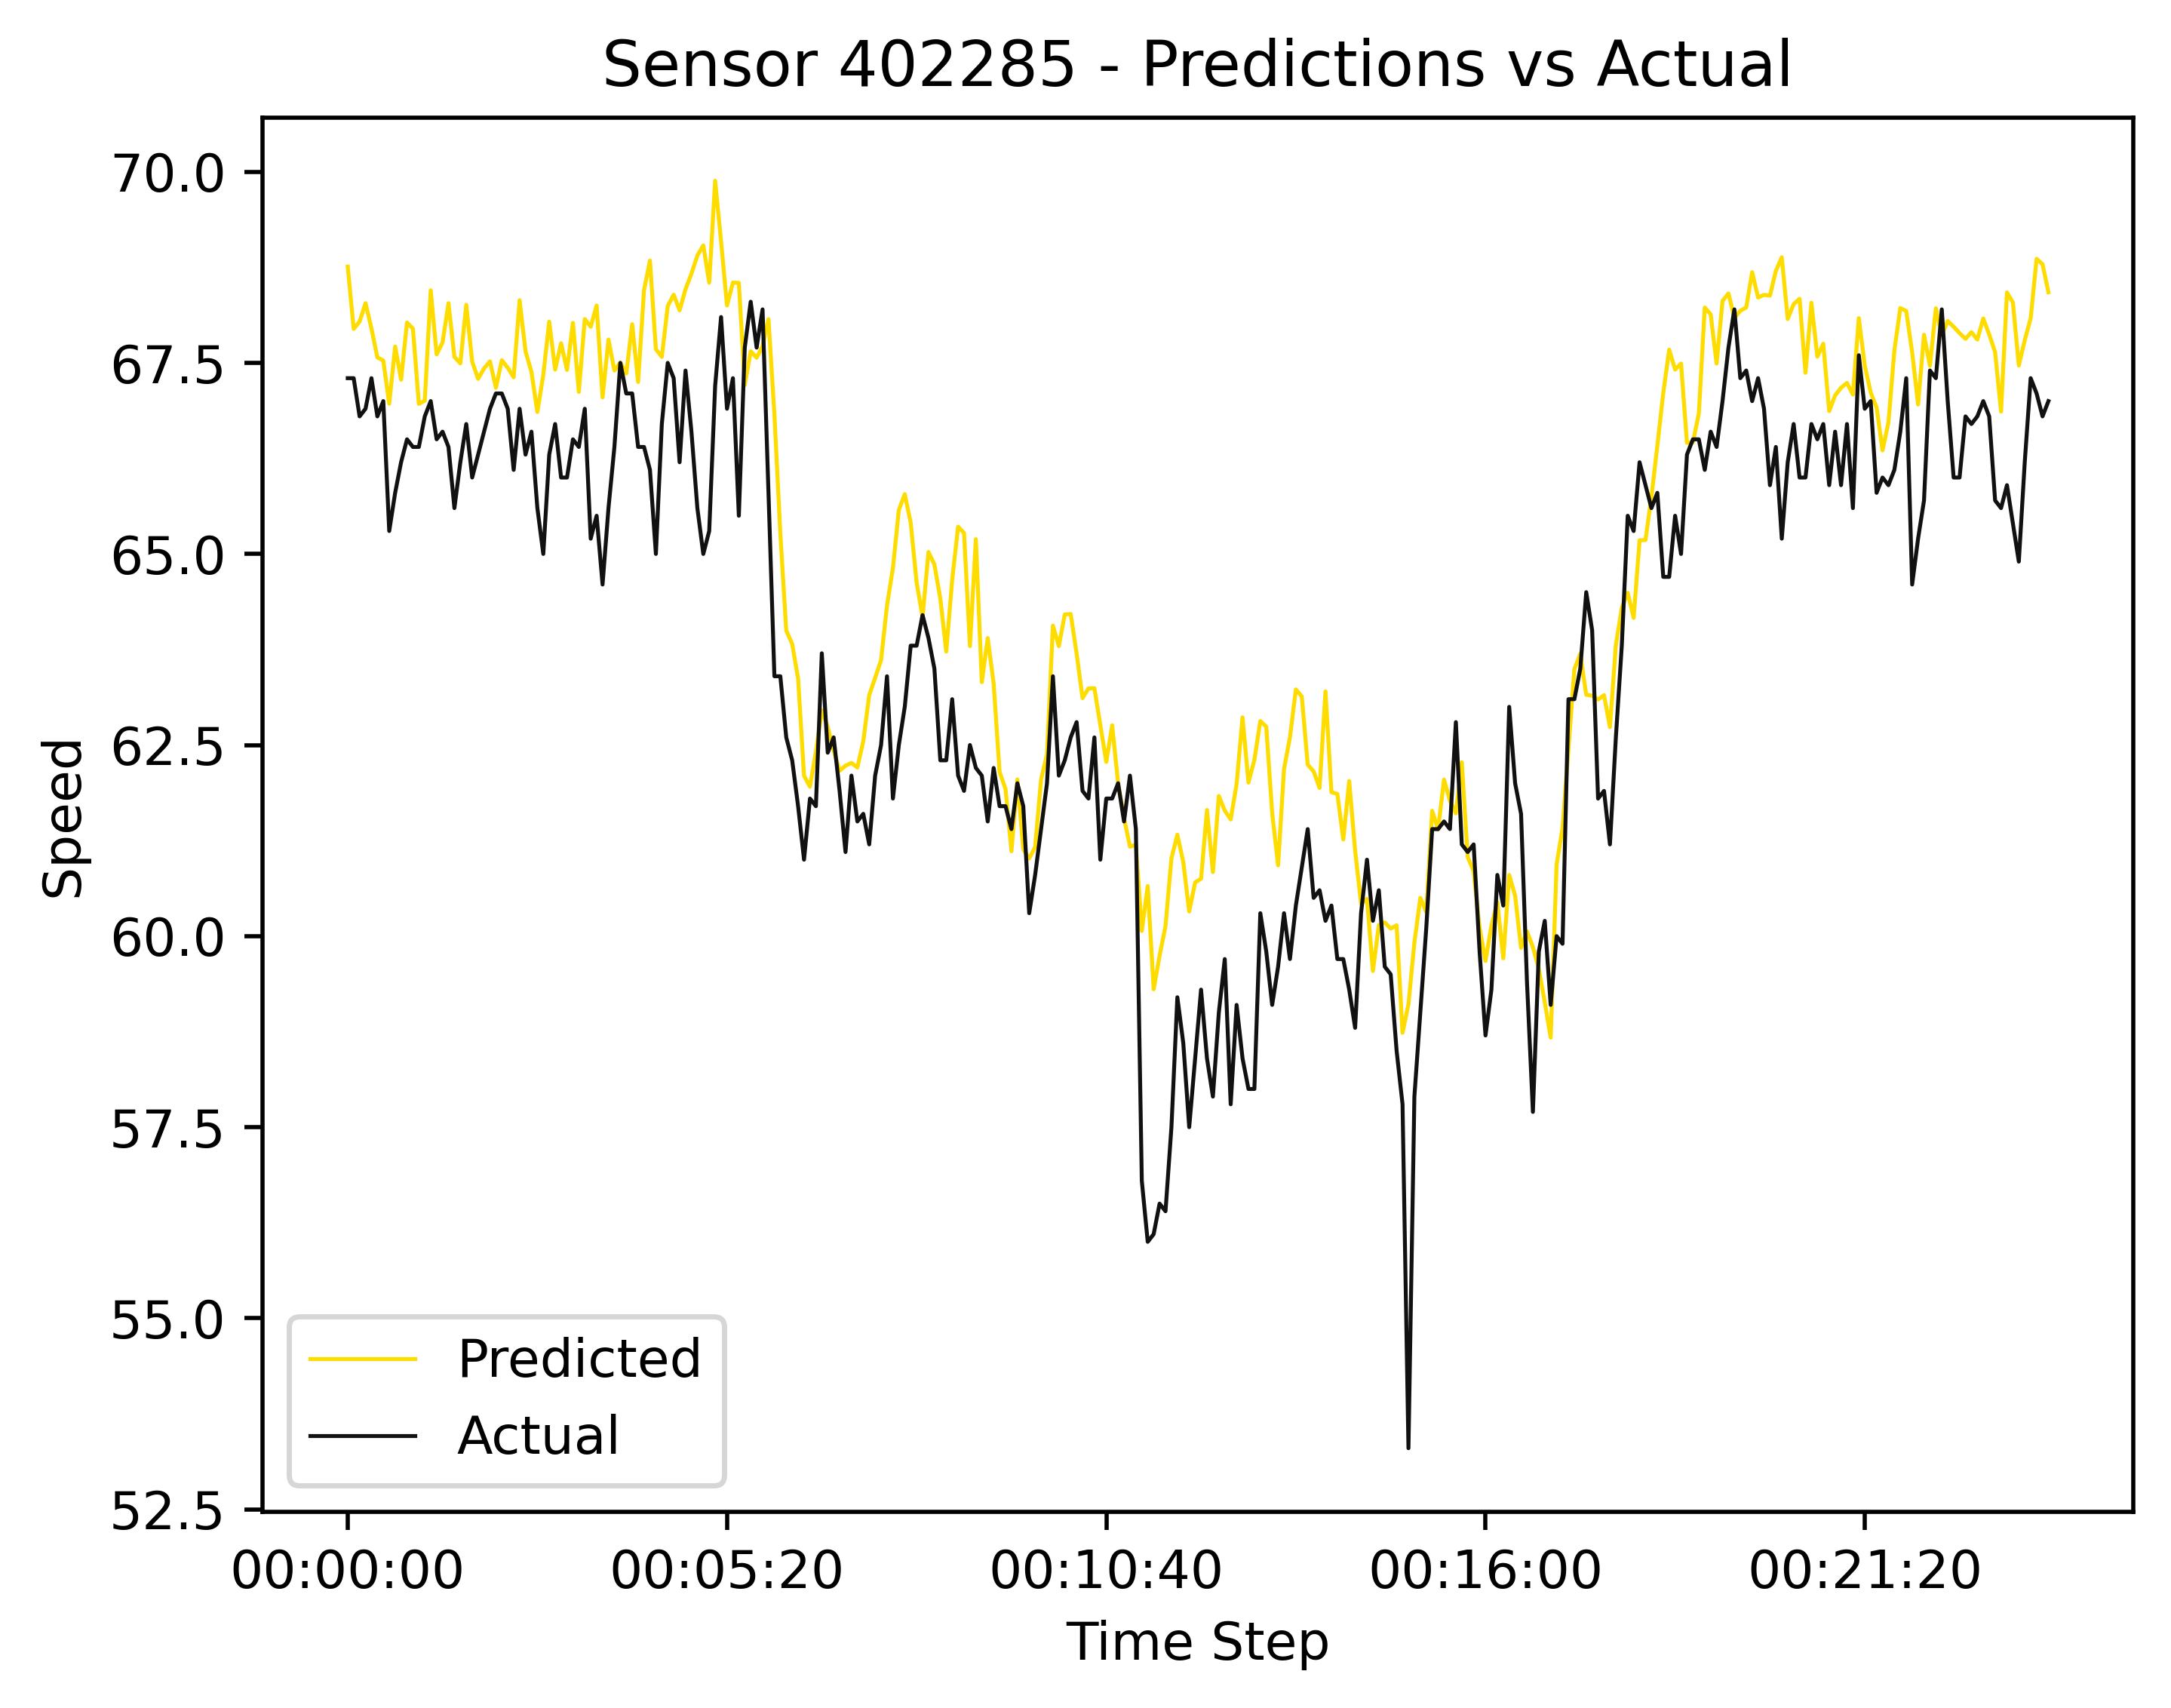 Sensor 402285 - Predictions vs Actual
70.0
67.5
65.0
62.5
60.0
57.5
55.0
52.5
Speed
Predicted
Actual
00:00:00 00:05:20 00:10:40 00:16:00 00:21:20
Time Step